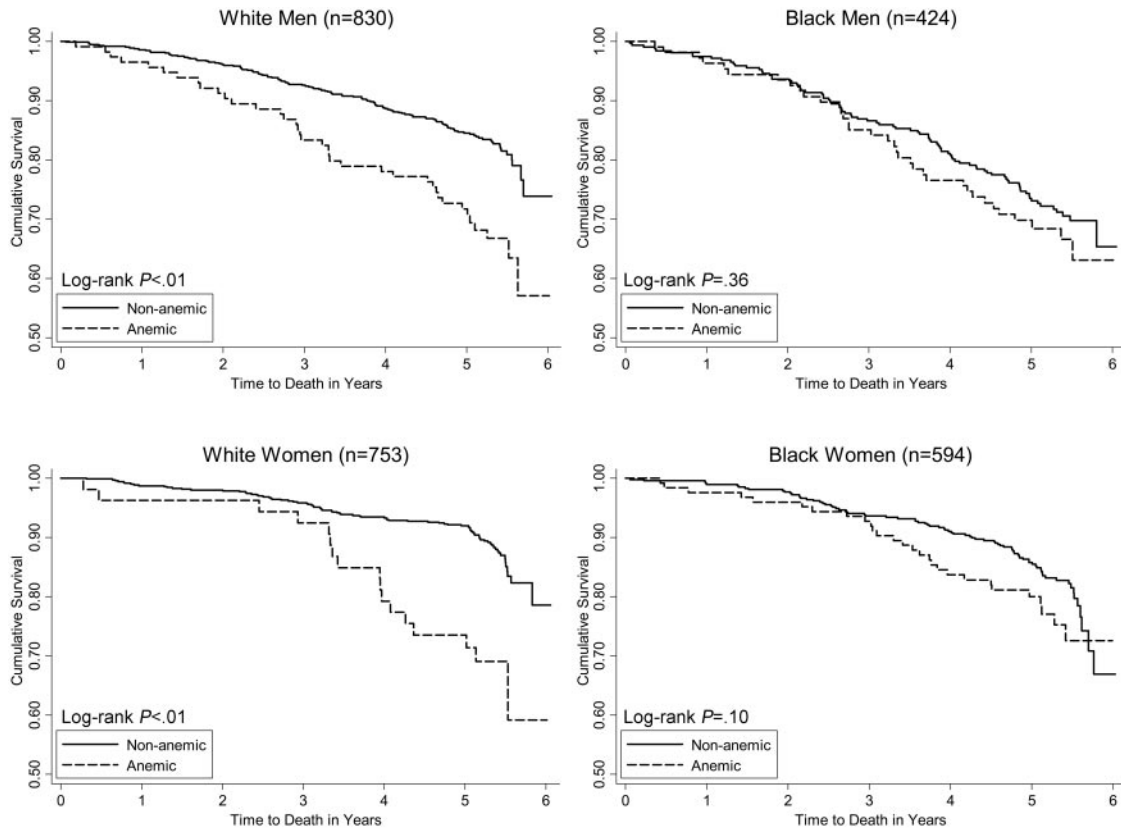 White Men (n=830)
Cumulative Survival
1.00
0.90
0.80
0.70
0.60
0.50
Log-rank P<.01
Non-anemic
Anemic
0 1 2 3 4 5 6
Time to Death in Years
Black Men (n=424)
Cumulative Survival
1.00
0.90
0.80
0.70
0.60
0.50
Log-rank P=.36
Non-anemic
Anemic
0 1 2 3 4 5 6
Time to Death in Years
White Women (n=753)
Cumulative Survival
1.00
0.90
0.80
0.70
0.60
0.50
Log-rank P<.01
Non-anemic
Anemic
0 1 2 3 4 5 6
Time to Death in Years
Black Women (n=594)
Cumulative Survival
1.00
0.90
0.80
0.70
0.60
0.50
Log-rank P=.10
Non-anemic
Anemic
0 1 2 3 4 5 6
Time to Death in Years